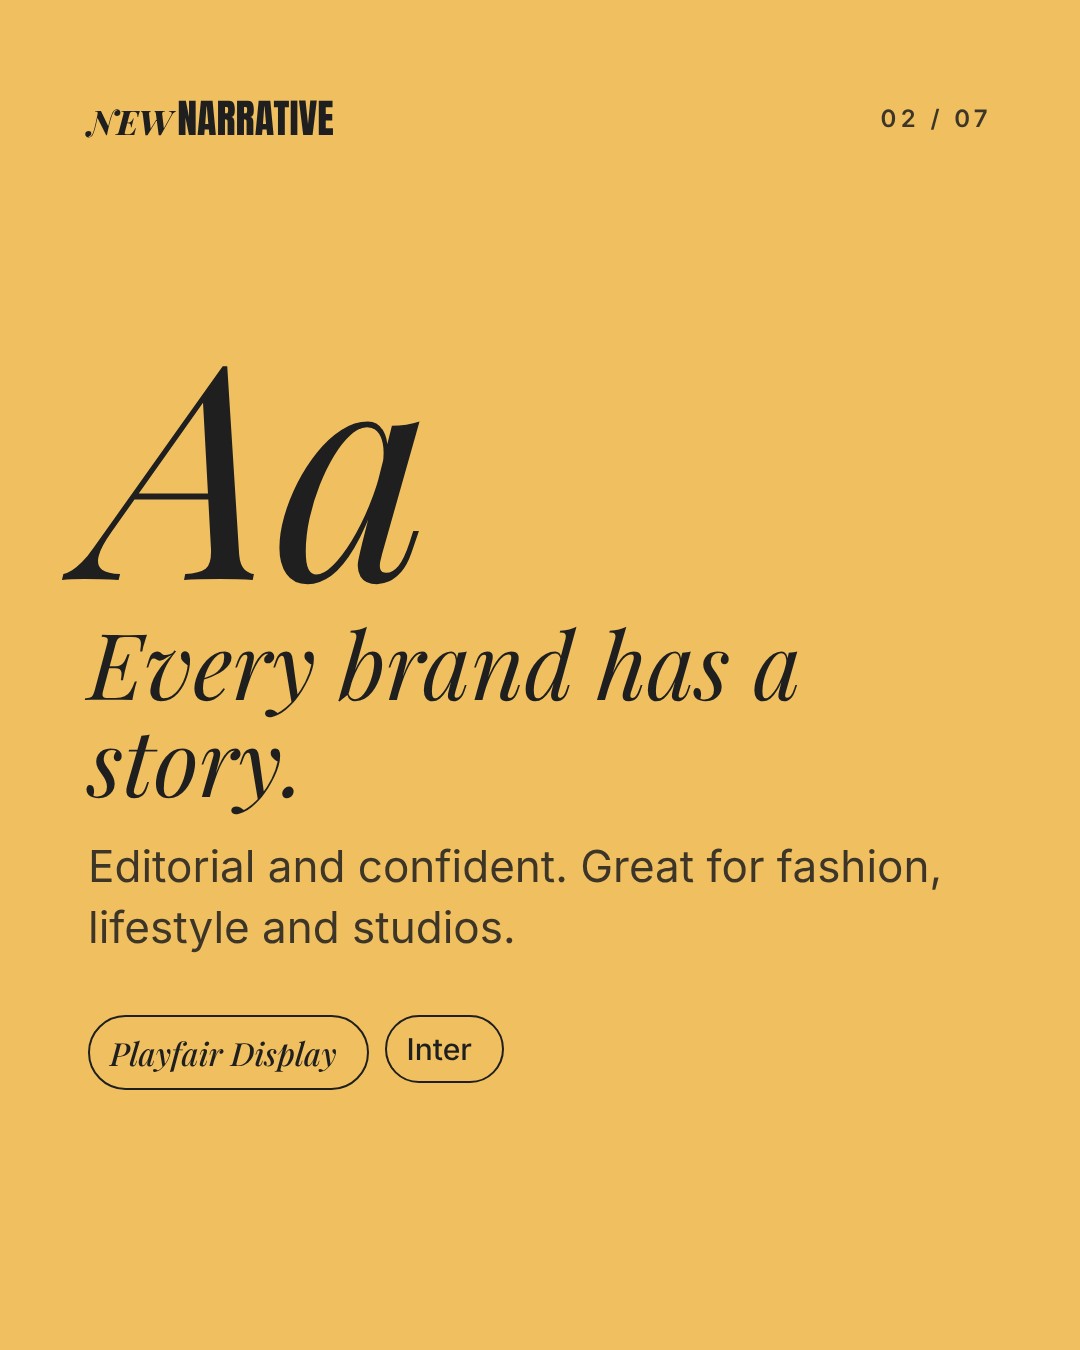 NEW NARRATIVE
02 / 07
Aa
Every brand has a
story.
Editorial and confident. Great for fashion,
lifestyle and studios.
Playfair Display
Inter